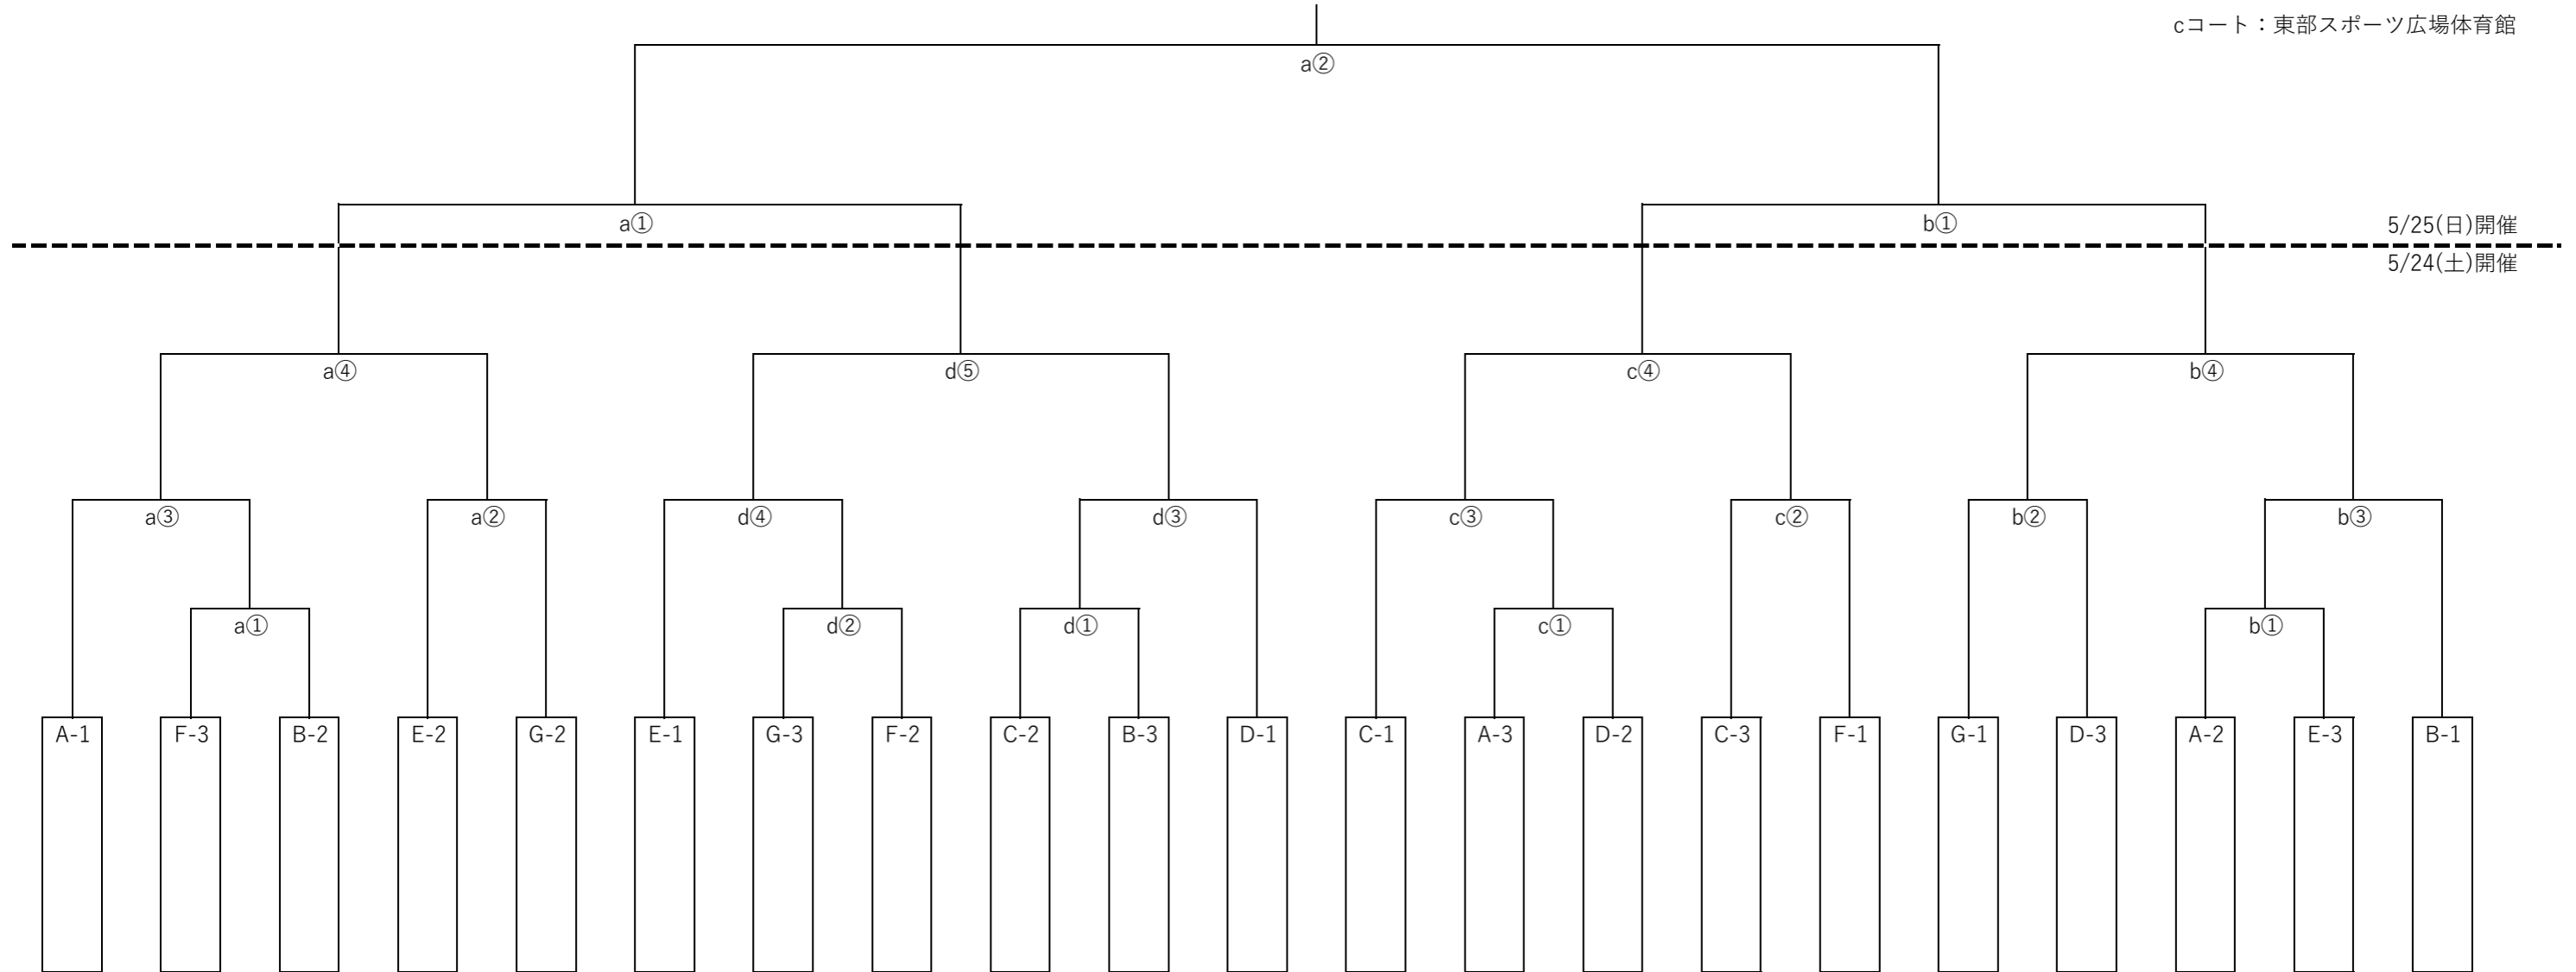 cコート：東部スポーツ広場体育館
a②
a①
b①
5/25(日)開催
5/24(土)開催
a④
d⑤
c④
b④
a③
a②
d④
d③
c③
c②
b②
b③
a①
d②
d①
c①
b①
A-1
F-3
B-2
E-2
G-2
E-1
G-3
F-2
C-2
B-3
D-1
C-1
A-3
D-2
C-3
F-1
G-1
D-3
A-2
E-3
B-1